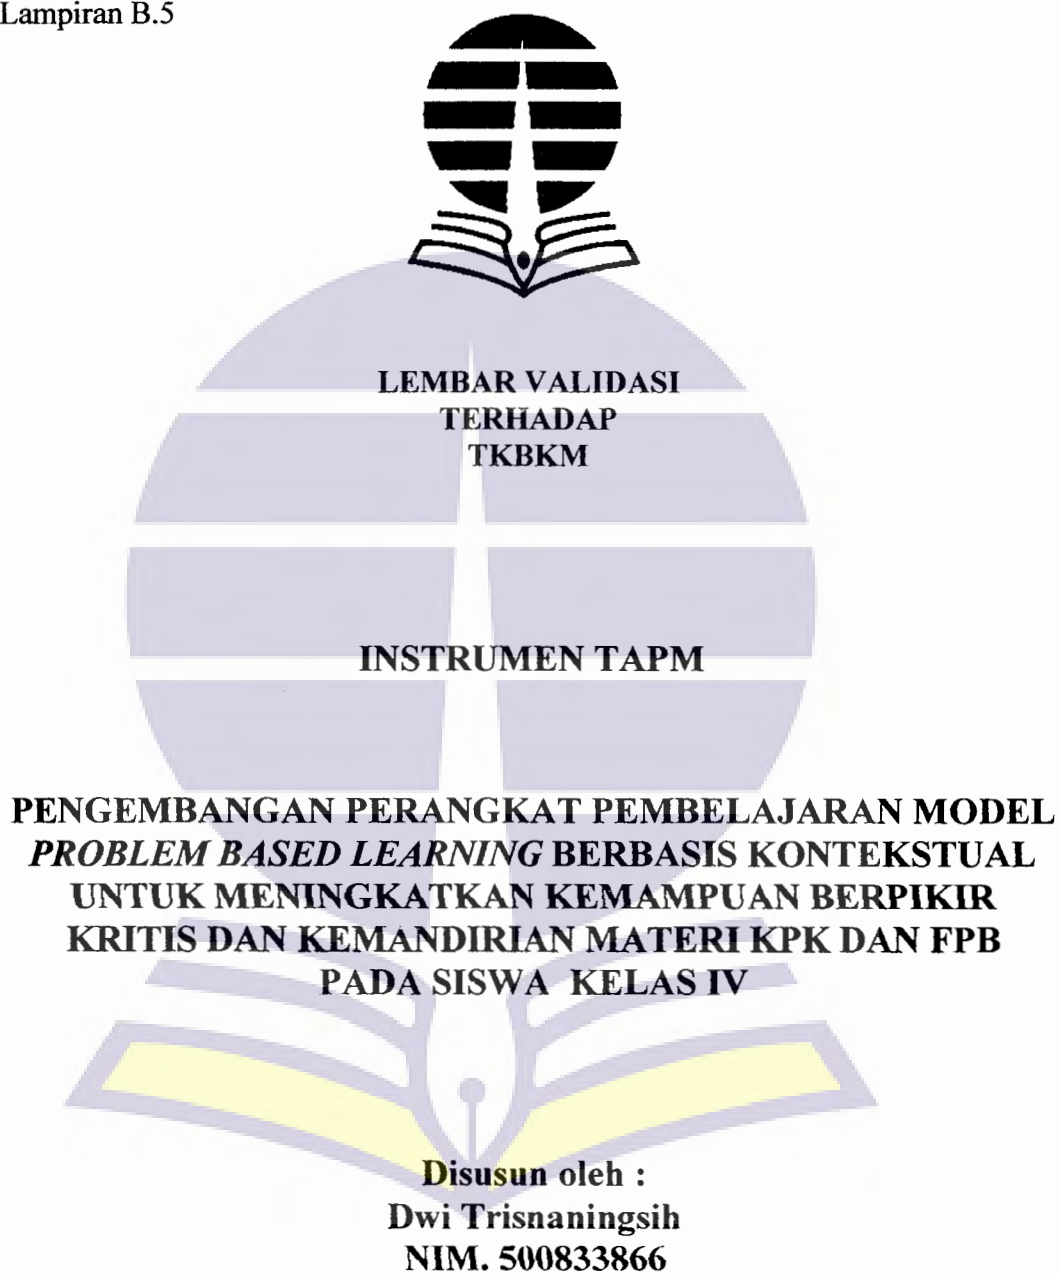 Lampiran B.5
LEMBAR VALIDASI
TERHADAP
TKBKM
INSTRUMEN TAPM
PENGEMBANGAN PERANGKAT PEMBELAJARAN MODEL
PROBLEM BASED LEARNING BERBASIS KONTEKSTUAL
UNTUK MENINGKATKAN KEMAMPUAN BERPIKIR
KRITIS DAN KEMANDIRIAN MATERI KPK DAN FPB
PADA SISWA KELAS IV
Disusun oleh :
Dwi Trisnaningsih
NIM. 500833866